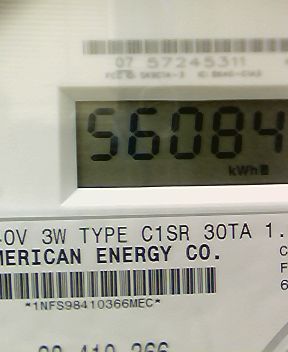 07 57245311
56084
kWh
0V 3W TYPE C1SR 30TA 1.
MERICAN ENERGY CO.
*1NFS98410366MEC*